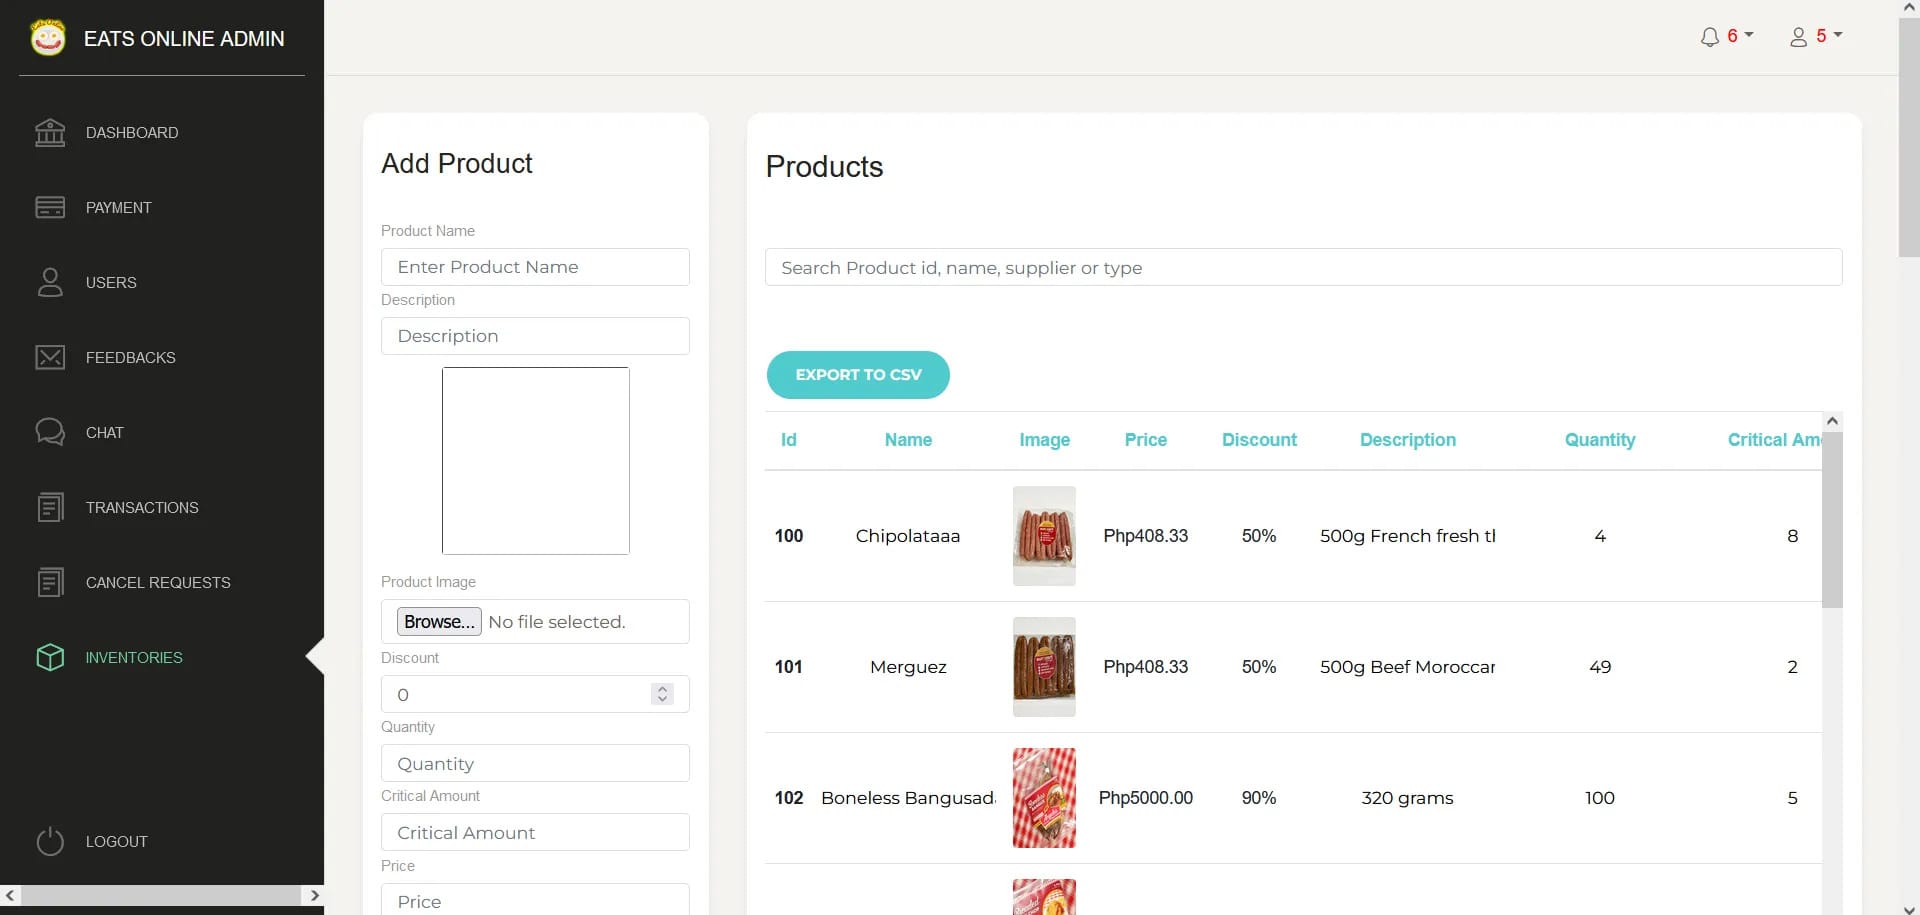 EATS ONLINE ADMIN
6
5
DASHBOARD
PAYMENT
USERS
FEEDBACKS
CHAT
TRANSACTIONS
CANCEL REQUESTS
INVENTORIES
LOGOUT
Add Product
Product Name
Enter Product Name
Description
Description
Product Image
Browse... No file selected.
Discount
0
Quantity
Quantity
Critical Amount
Critical Amount
Price
Price
Products
Search Product id, name, supplier or type
EXPORT TO CSV
Id Name Image Price Discount Description Quantity Critical Am
100 Chipolataaa Php408.33 50% 500g French fresh 4 8
101 Merguez Php408.33 50% 500g Beef Moroccan 49 2
102 Boneless Bangusad Php5000.00 90% 320 grams 100 5